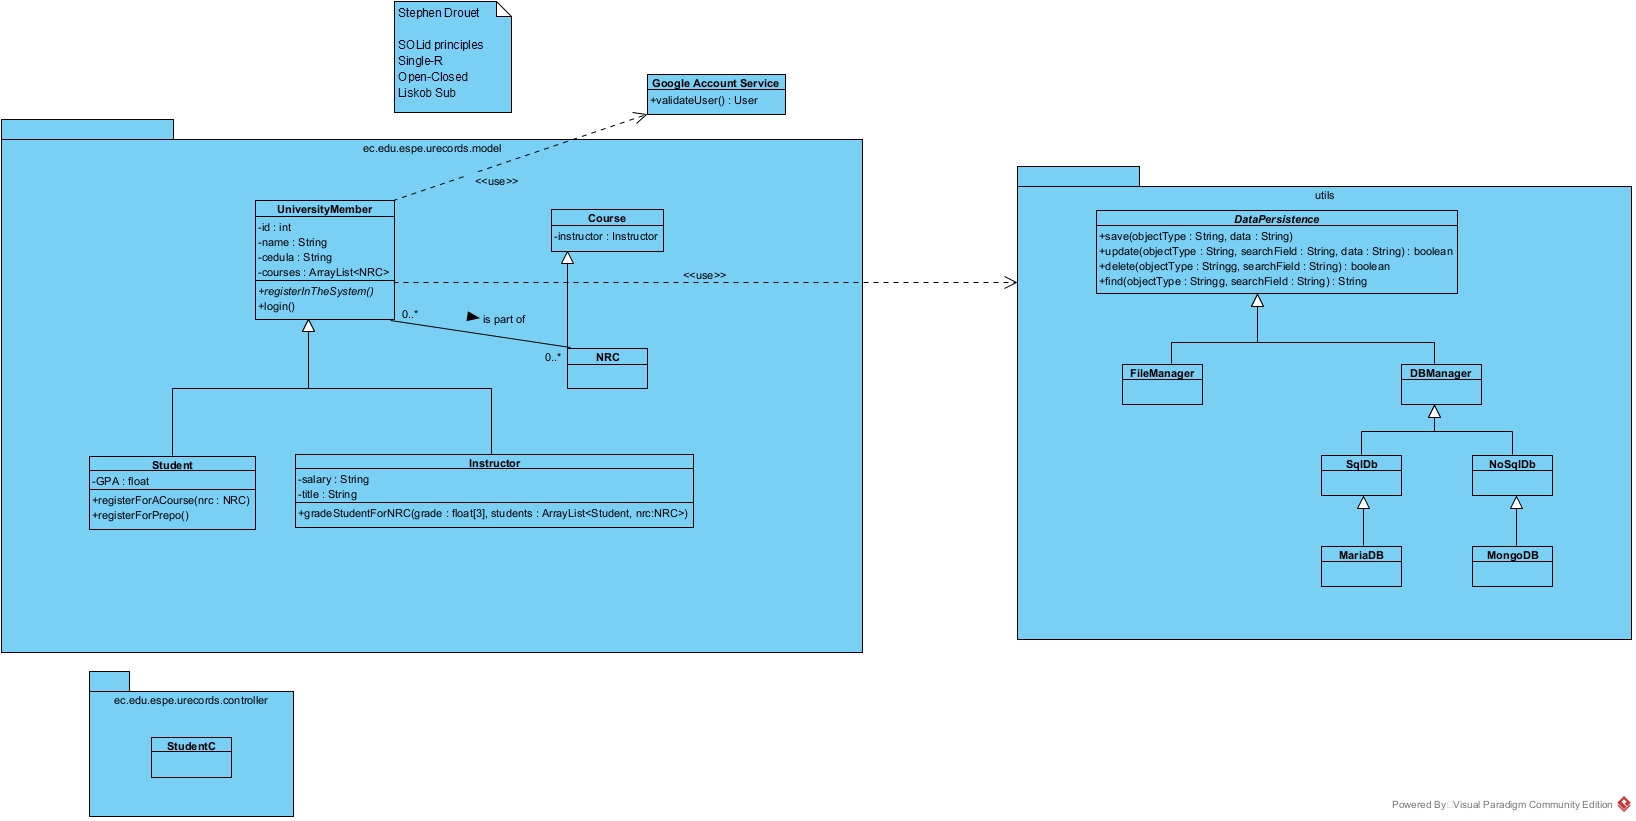 Stephen Drouet
SOLid principles
Single-R
Open-Closed
Liskob Sub
Google Account Service
+validateUser() : User
ec.edu.espe.urecords.model
<<use>>
UniversityMember
-id : int
-name : String
-cedula : String
-courses : ArrayList<NRC>
+registerInTheSystem()
+login()
Course
-instructor : Instructor
<<use>>
0..*
is part of
0..*
NRC
Student
-GPA : float
+registerForACourse(nrc : NRC)
+registerForPrepo()
Instructor
-salary : String
-title : String
+gradeStudentForNRC(grade : float[3], students : ArrayList<Student, nrc:NRC>)
utils
DataPersistence
+save(objectType : String, data : String)
+update(objectType : String, searchField : String, data : String) : boolean
+delete(objectType : Stringg, searchField : String) : boolean
+find(objectType : Stringg, searchField : String) : String
FileManager
DBManager
SqlDb
NoSqlDb
MariaDB
MongoDB
ec.edu.espe.urecords.controller
StudentC
Powered By Visual Paradigm Community Edition